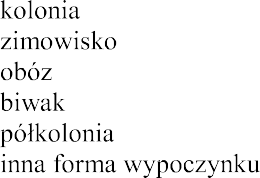 kolonia
zimowisko
obóz
biwak
półkolonia
inna forma wypoczynku